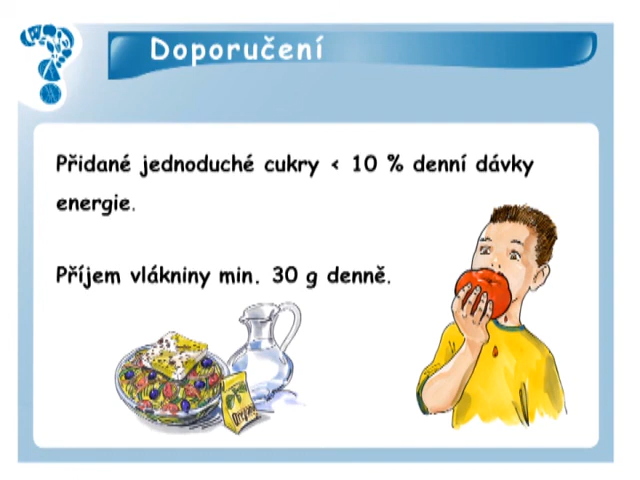 Doporučení
Přidané jednoduché cukry < 10 % denní dávky
energie.
Příjem vlákniny min. 30 g denně.